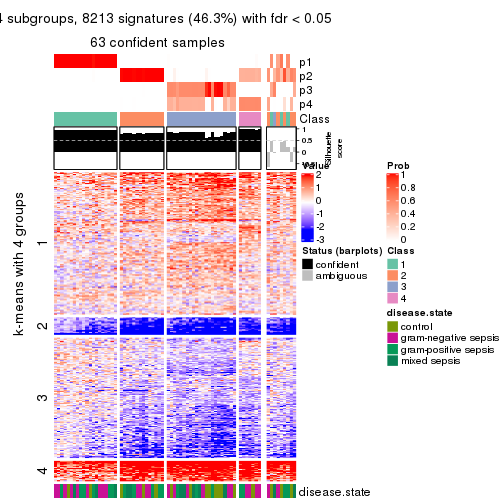 4 subgroups, 8213 signatures (46.3%) with fdr < 0.05
63 confident samples
p1
p2
p3
p4
Class
1
0.5
0
Silhouette
score
k-means with 4 groups
1
2
3
4
Value
2
1
0
-1
-2
-3
Prob
1
0.8
0.6
0.4
0.2
0
Status (barplots)
confident
ambiguous
Class
1
2
3
4
disease.state
control
gram-negative sepsis
gram-positive sepsis
mixed sepsis
disease.state